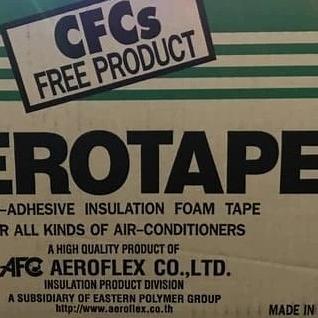 CFCs
FREE PRODUCT
EROTAPE
-ADHESIVE INSULATION FOAM TAPE
R ALL KINDS OF AIR-CONDITIONERS
A HIGH QUALITY PRODUCT OF
AFC AEROFLEX CO.,LTD.
INSULATION PRODUCT DIVISION
A SUBSIDIARY OF EASTERN POLYMER GROUP
http://www.aeroflex.co.th
MADE IN